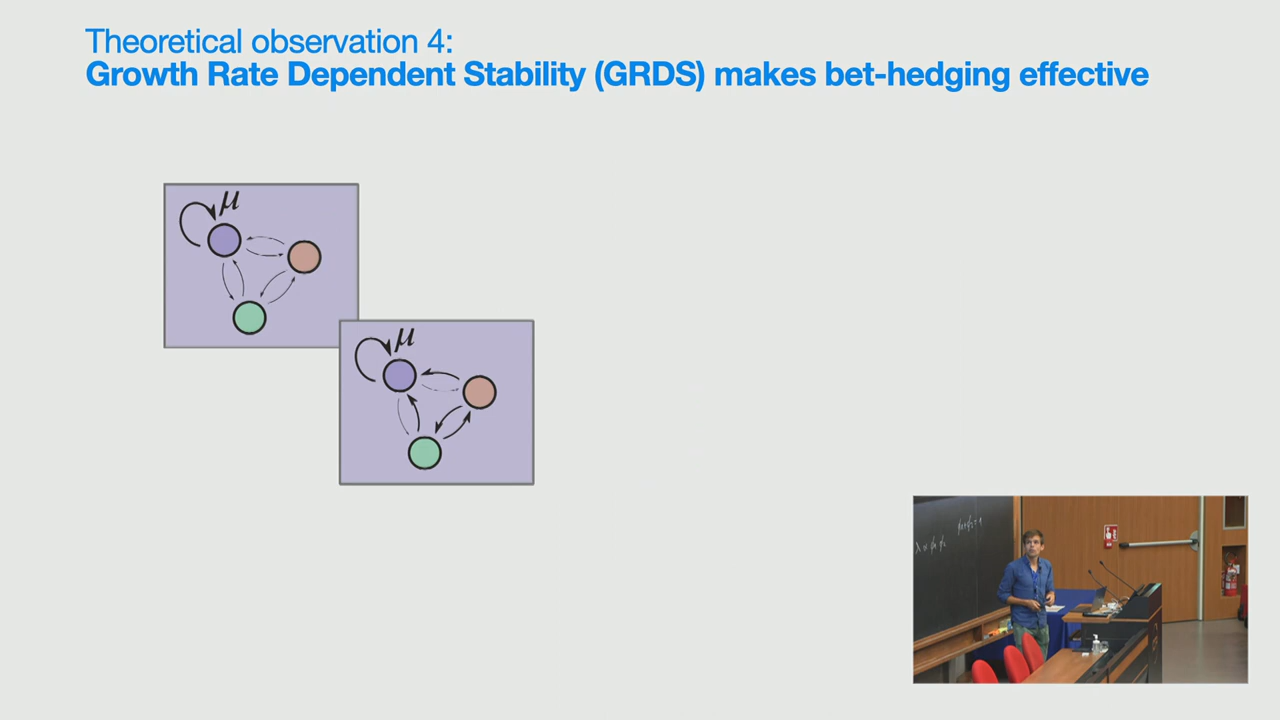 Theoretical observation 4:
Growth Rate Dependent Stability (GRDS) makes bet-hedging effective
μ
μ